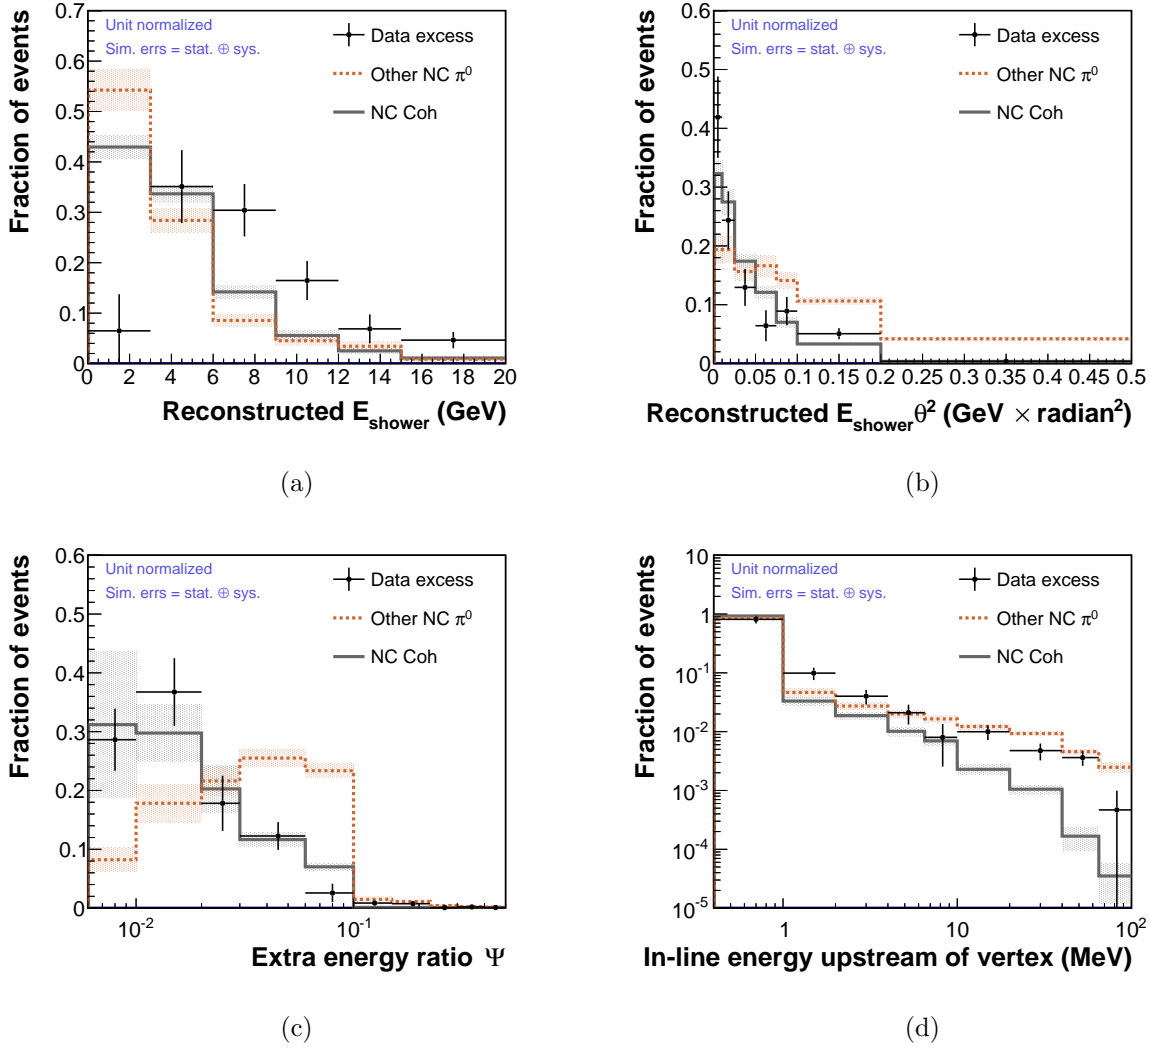 Fraction of events
0.7
0.6
0.5
0.4
0.3
0.2
0.1
0
Unit normalized
Sim. errs = stat. ⊕ sys.
Data excess
Other NC π⁰
NC Coh
0 2 4 6 8 10 12 14 16 18 20
Reconstructed E_shower (GeV)
(a)
Fraction of events
0.6
0.5
0.4
0.3
0.2
0.1
0
Unit normalized
Sim. errs = stat. ⊕ sys.
Data excess
Other NC π⁰
NC Coh
0 0.05 0.1 0.15 0.2 0.25 0.3 0.35 0.4 0.45 0.5
Reconstructed E_showerθ² (GeV × radian²)
(b)
Fraction of events
0.6
0.5
0.4
0.3
0.2
0.1
0
Unit normalized
Sim. errs = stat. ⊕ sys.
Data excess
Other NC π⁰
NC Coh
10⁻² 10⁻¹
Extra energy ratio Ψ
(c)
Fraction of events
10
1
10⁻¹
10⁻²
10⁻³
10⁻⁴
10⁻⁵
Unit normalized
Sim. errs = stat. ⊕ sys.
Data excess
Other NC π⁰
NC Coh
1 10 10²
In-line energy upstream of vertex (MeV)
(d)